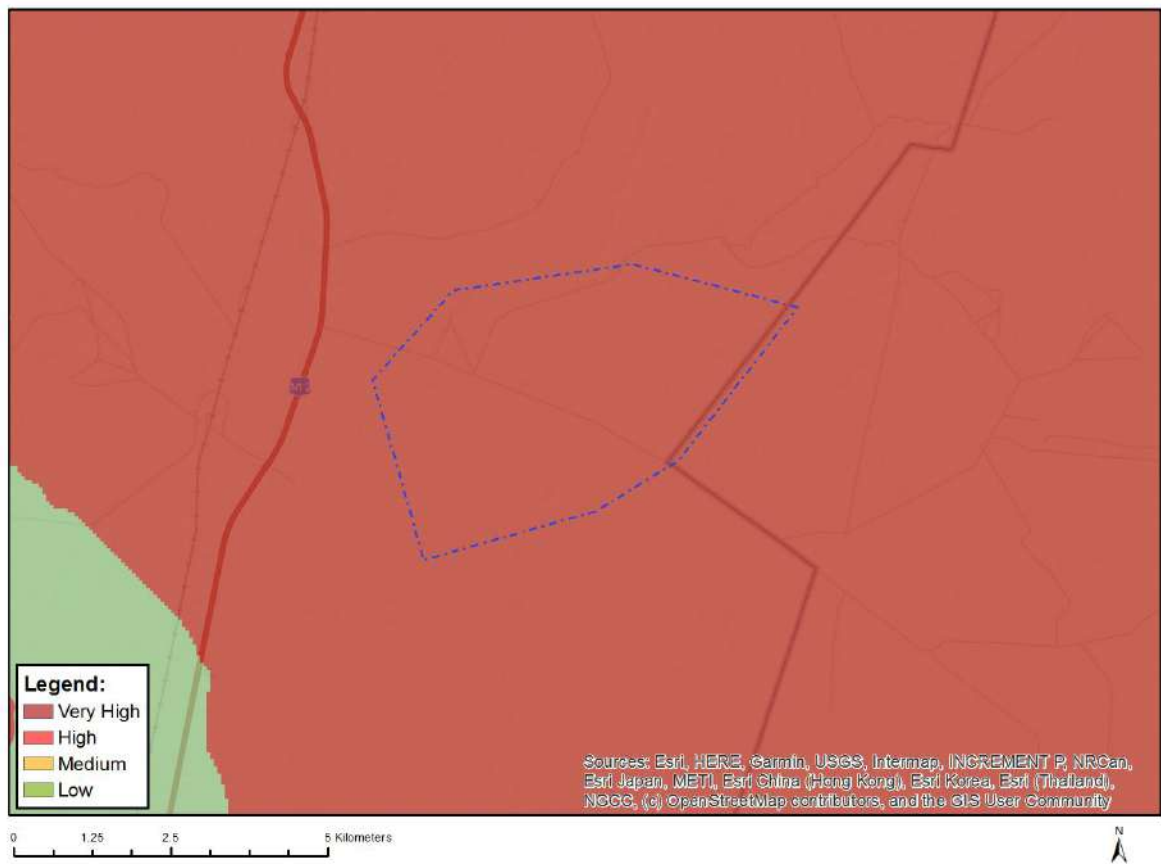 Legend:
Very High
High
Medium
Low
Sources: Esri, HERE, Garmin, USGS, Intermap, INCREMENT P, NRCan,
Esri Japan, METI, Esri China (Hong Kong), Esri Korea, Esri (Thailand),
NGCC, (c) OpenStreetMap contributors, and the GIS User Community
0 1.25 2.5 5 Kilometers
N